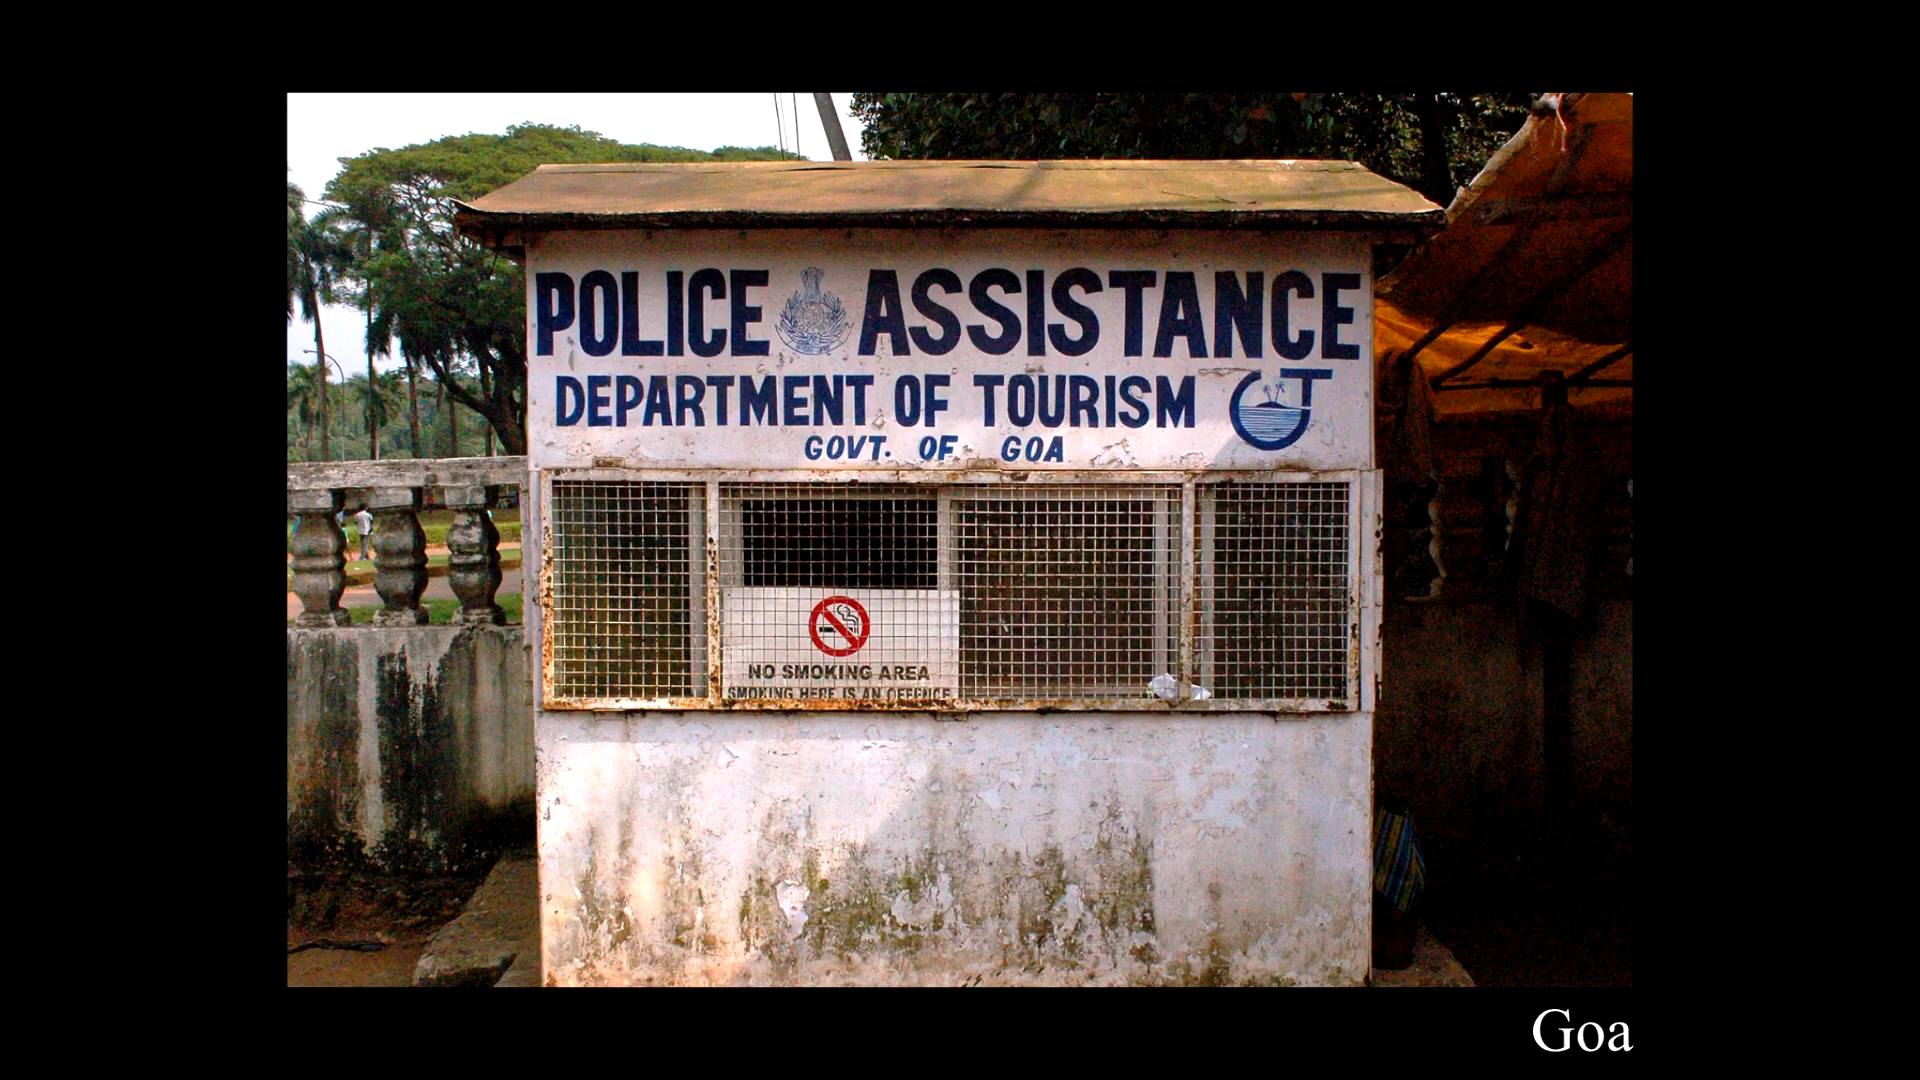 POLICE ASSISTANCE
DEPARTMENT OF TOURISM
GOVT. OF GOA
NO SMOKING AREA
SMOKING HERE IS AN OFFENCE
Goa